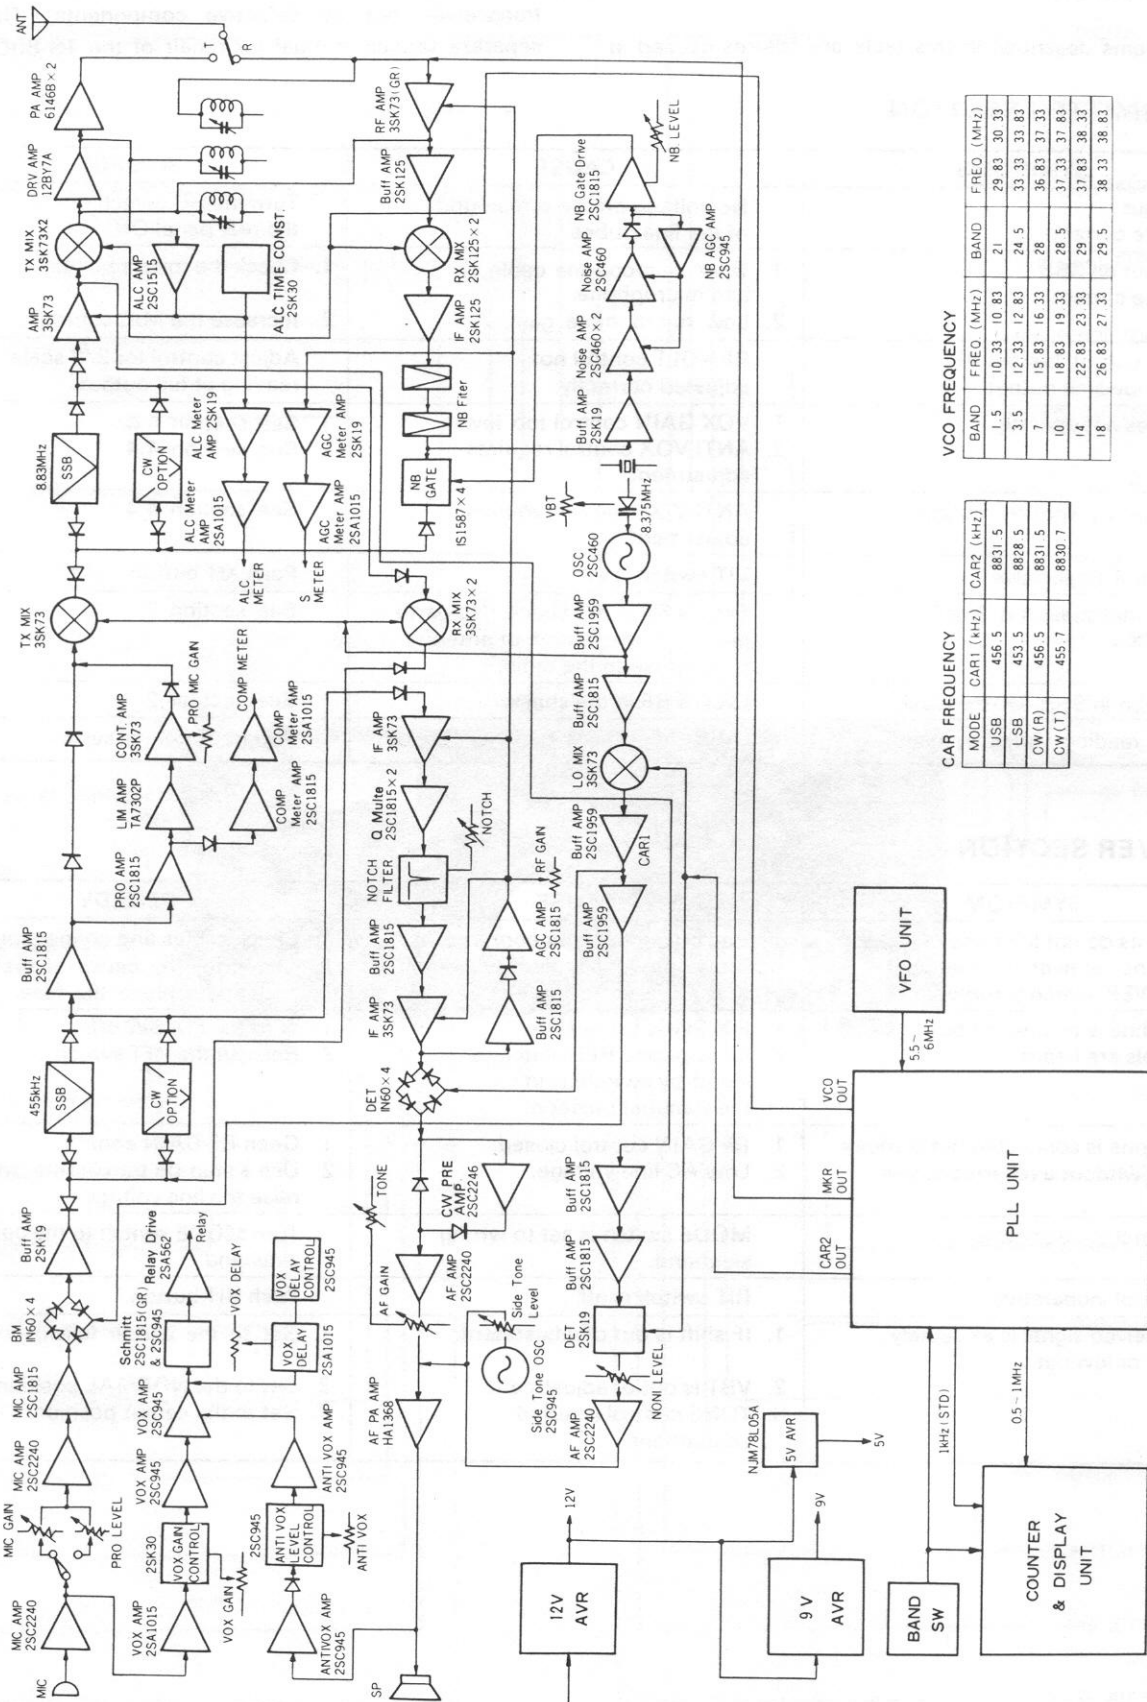 MIC
MIC AMP
2SC2240
MIC GAIN
PRO LEVEL
MIC AMP
2SC2240
MIC AMP
2SC1815
BM
IN60×4
Buff AMP
2SK19
455kHz
SSB
CW
OPTION
Buff AMP
2SC1815
PRO AMP
2SC1815
LIM AMP
TA7302P
CONT. AMP
3SK73
PRO MIC GAIN
COMP
Meter AMP
2SC1815
COMP
Meter AMP
2SA1015
COMP METER
TX MIX
3SK73
8.83MHz
SSB
CW
OPTION
AMP
3SK73
TX MIX
3SK73X2
DRV AMP
12BY7A
PA AMP
6146B×2
ANT
T
R
ALC AMP
2SC1515
ALC TIME CONST.
2SK30
ALC Meter
AMP 2SK19
ALC Meter
AMP
2SA1015
AGC
Meter AMP
2SK19
AGC
Meter AMP
2SA1015
ALC
METER
S
METER
VOX AMP
2SA1015
2SK30
VOX GAIN
CONTROL
VOX GAIN
VOX AMP
2SC945
VOX AMP
2SC945
Schmitt
2SC1815(GR)
& 2SC945
Relay Drive
2SA562
Relay
VOX DELAY
VOX
DELAY
2SA1015
VOX
DELAY
CONTROL
2SC945
ANTIVOX AMP
2SC945
2SC945
ANTI VOX
LEVEL
CONTROL
ANTI VOX
ANTI VOX AMP
2SC945
RF AMP
3SK73(GR)
Buff AMP
2SK125
RX MIX
2SK125×2
IF AMP
2SK125
NB Fiter
NB
GATE
IS1587×4
RX MIX
3SK73×2
IF AMP
3SK73
Q Multe
2SC1815×2
NOTCH
FILTER
NOTCH
Buff AMP
2SC1815
IF AMP
3SK73
DET
IN60×4
Buff AMP
2SC1815
AGC AMP
2SC1815
RF GAIN
CW PRE
AMP
2SC2246
TONE
AF GAIN
AF AMP
2SC2240
AF PA AMP
HA1368
SP
Side Tone
Level
Side Tone OSC
2SC945
NB LEVEL
NB Gate Drive
2SC1815
NB AGC AMP
2SC945
Noise AMP
2SC460
Noise AMP
2SC460×2
Buff AMP
2SK19
VBT
8.375MHz
OSC
2SC460
Buff AMP
2SC1959
Buff AMP
2SC1815
LO MIX
3SK73
Buff AMP
2SC1959
CAR1
Buff AMP
2SC1959
Buff AMP
2SC1815
Buff AMP
2SC1815
DET
2SK19
NONI LEVEL
AF AMP
2SC2240
12V
AVR
12V
NJM78L05A
5V AVR
5V
9V
AVR
9V
VFO UNIT
5.5~
6MHz
PLL UNIT
CAR2
OUT
MKR
OUT
VCO
OUT
1kHz(STD)
0.5~1MHz
BAND
SW
COUNTER
& DISPLAY
UNIT
CAR FREQUENCY
MODE CAR1 (kHz) CAR2 (kHz)
USB 456.5 8831.5
LSB 453.5 8828.5
CW(R) 456.5 8831.5
CW(T) 455.7 8830.7
VCO FREQUENCY
BAND FREQ. (MHz) BAND FREQ (MHz)
1.5 10.33~10.83 21 29.83 30 33
3.5 12.33 12 83 24 5 33 33 33 83
7 15.83 16 33 28 36 83 37 33
10 18 83 19 33 28 5 37 33 37 83
14 22 83 23 33 29 37 83 38 33
18 26 83 27 33 29 5 38 33 38 83